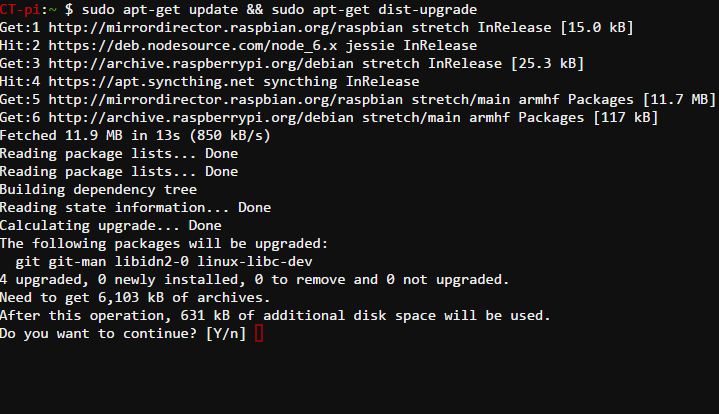 CT-pi:~ $ sudo apt-get update && sudo apt-get dist-upgrade
Get:1 http://mirrordirector.raspbian.org/raspbian stretch InRelease [15.0 kB]
Hit:2 https://deb.nodesource.com/node_6.x jessie InRelease
Get:3 http://archive.raspberrypi.org/debian stretch InRelease [25.3 kB]
Hit:4 https://apt.syncthing.net syncthing InRelease
Get:5 http://mirrordirector.raspbian.org/raspbian stretch/main armhf Packages [11.7 MB]
Get:6 http://archive.raspberrypi.org/debian stretch/main armhf Packages [117 kB]
Fetched 11.9 MB in 13s (850 kB/s)
Reading package lists... Done
Reading package lists... Done
Building dependency tree
Reading state information... Done
Calculating upgrade... Done
The following packages will be upgraded:
  git git-man libidn2-0 linux-libc-dev
4 upgraded, 0 newly installed, 0 to remove and 0 not upgraded.
Need to get 6,103 kB of archives.
After this operation, 631 kB of additional disk space will be used.
Do you want to continue? [Y/n]